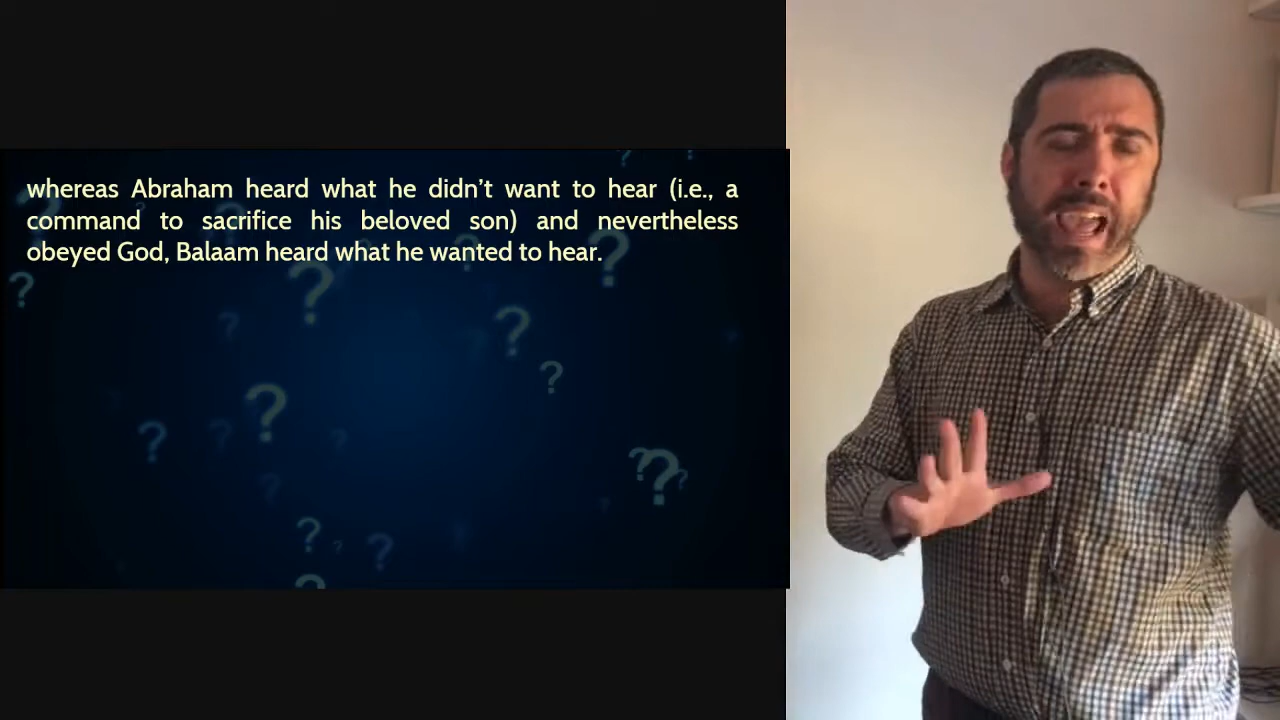 whereas Abraham heard what he didn’t want to hear (i.e., a
command to sacrifice his beloved son) and nevertheless
obeyed God, Balaam heard what he wanted to hear.